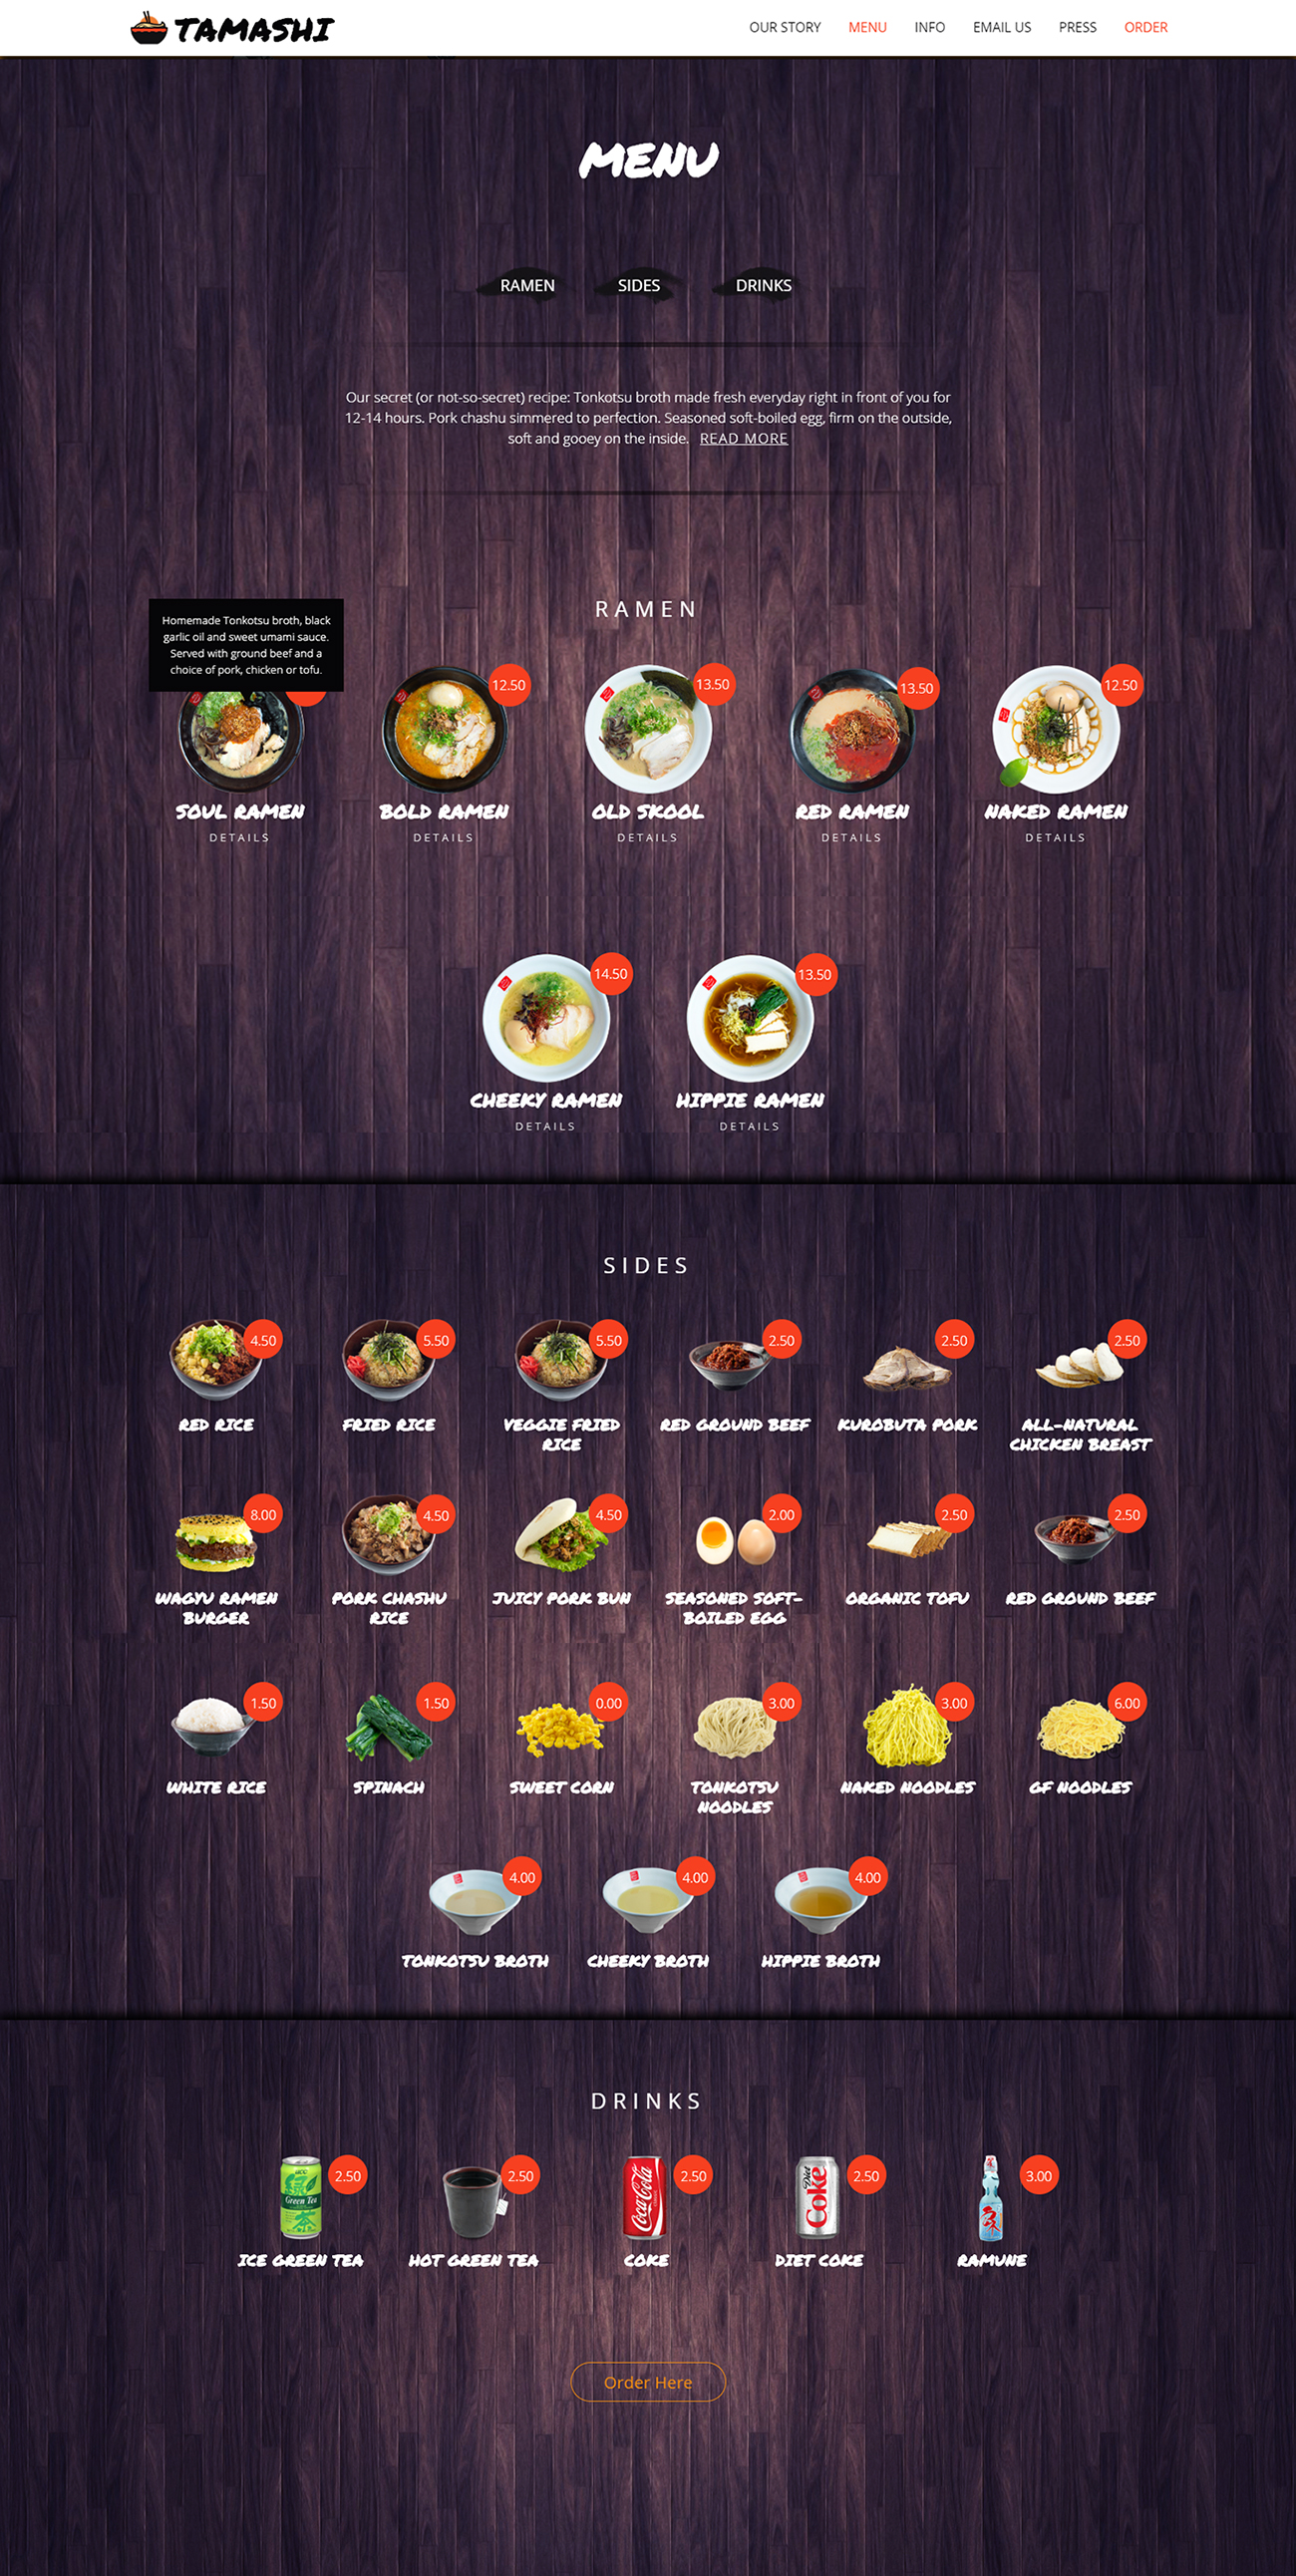 TAMASHI
OUR STORY MENU INFO EMAIL US PRESS ORDER
MENU
RAMEN SIDES DRINKS
Our secret (or not-so-secret) recipe: Tonkotsu broth made fresh everyday right in front of you for
12-14 hours. Pork chashu simmered to perfection. Seasoned soft-boiled egg, firm on the outside,
soft and gooey on the inside. READ MORE
RAMEN
Homemade Tonkotsu broth, black
garlic oil and sweet umami sauce.
Served with ground beef and a
choice of pork, chicken or tofu.
12.50 13.50 13.50 12.50
SOUL RAMEN BOLD RAMEN OLD SKOOL RED RAMEN NAKED RAMEN
DETAILS DETAILS DETAILS DETAILS DETAILS
14.50 13.50
CHEEKY RAMEN HIPPIE RAMEN
DETAILS DETAILS
SIDES
4.50 5.50 5.50 2.50 2.50 2.50
RED RICE FRIED RICE VEGGIE FRIED RED GROUND BEEF KUROBUTA PORK ALL-NATURAL
RICE CHICKEN BREAST
8.00 4.50 4.50 2.00 2.50 2.50
WAGYU RAMEN PORK CHASHU JUICY PORK BUN SEASONED SOFT- ORGANIC TOFU RED GROUND BEEF
BURGER RICE BOILED EGG
1.50 1.50 0.00 3.00 3.00 6.00
WHITE RICE SPINACH SWEET CORN TONKOTSU NAKED NOODLES GF NOODLES
NOODLES
4.00 4.00 4.00
TONKOTSU BROTH CHEEKY BROTH HIPPIE BROTH
DRINKS
2.50 2.50 2.50 2.50 3.00
Green Tea
茶
Coca-Cola
Diet
Coke
ICE GREEN TEA HOT GREEN TEA COKE DIET COKE RAMUNE
Order Here